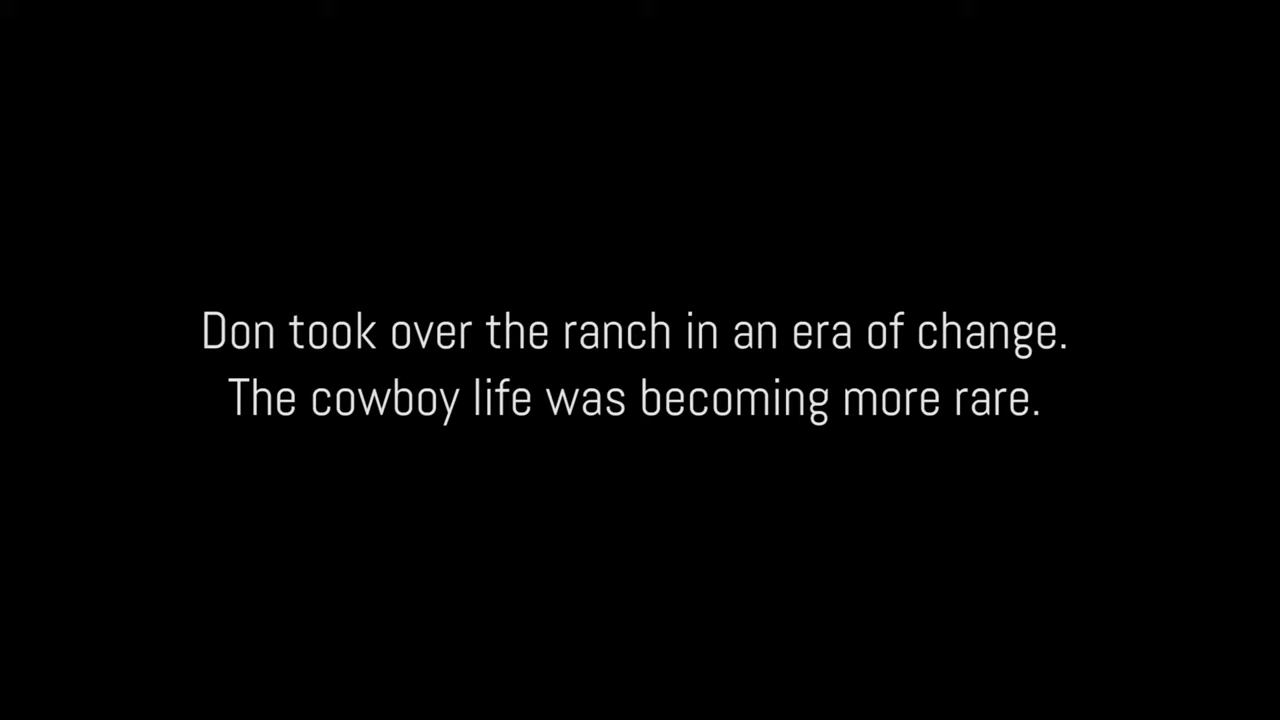 Don took over the ranch in an era of change.
The cowboy life was becoming more rare.